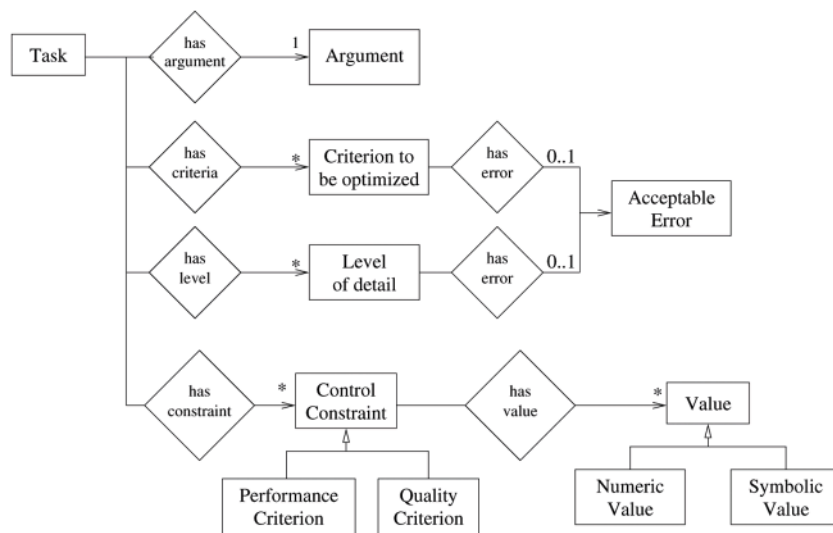 Task
has
argument
1
Argument
has
criteria
*
Criterion to
be optimized
has
error
0..1
Acceptable
Error
has
level
*
Level
of detail
has
error
0..1
has
constraint
*
Control
Constraint
has
value
*
Value
Performance
Criterion
Quality
Criterion
Numeric
Value
Symbolic
Value